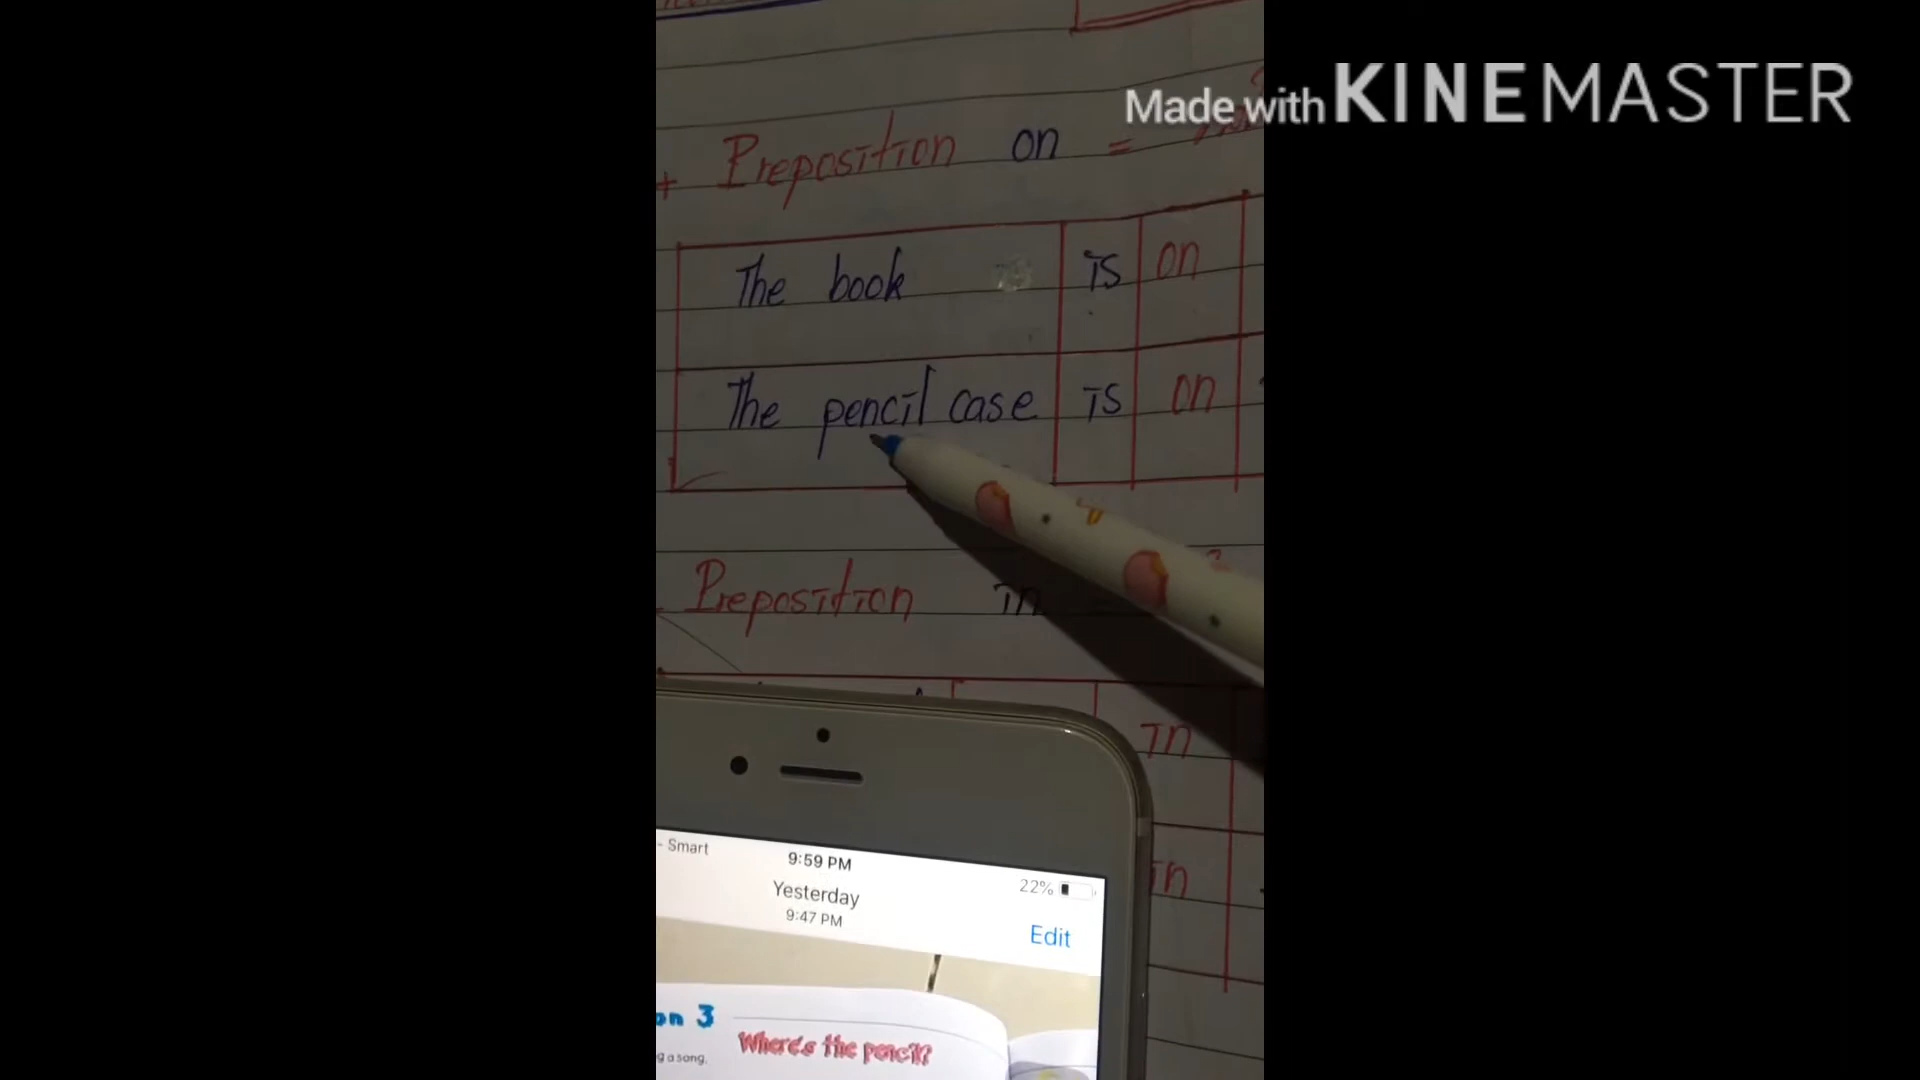 Made with KINEMASTER
+ Preposition on =
The book is on
The pencil case is on
Preposition in
in
in
Smart 9:59 PM 22%
Yesterday
9:47 PM
Edit
on 3
Where's the pencil?
g a song.